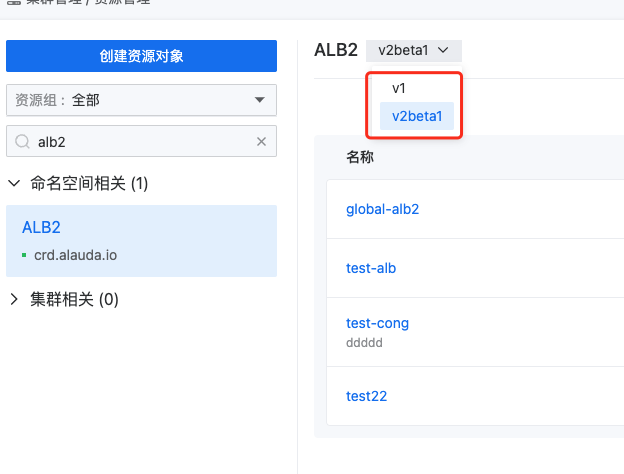 集群管理 / 资源管理
创建资源对象
资源组 : 全部
alb2
命名空间相关 (1)
ALB2
crd.alauda.io
集群相关 (0)
ALB2 v2beta1
v1
v2beta1
名称
global-alb2
test-alb
test-cong
ddddd
test22